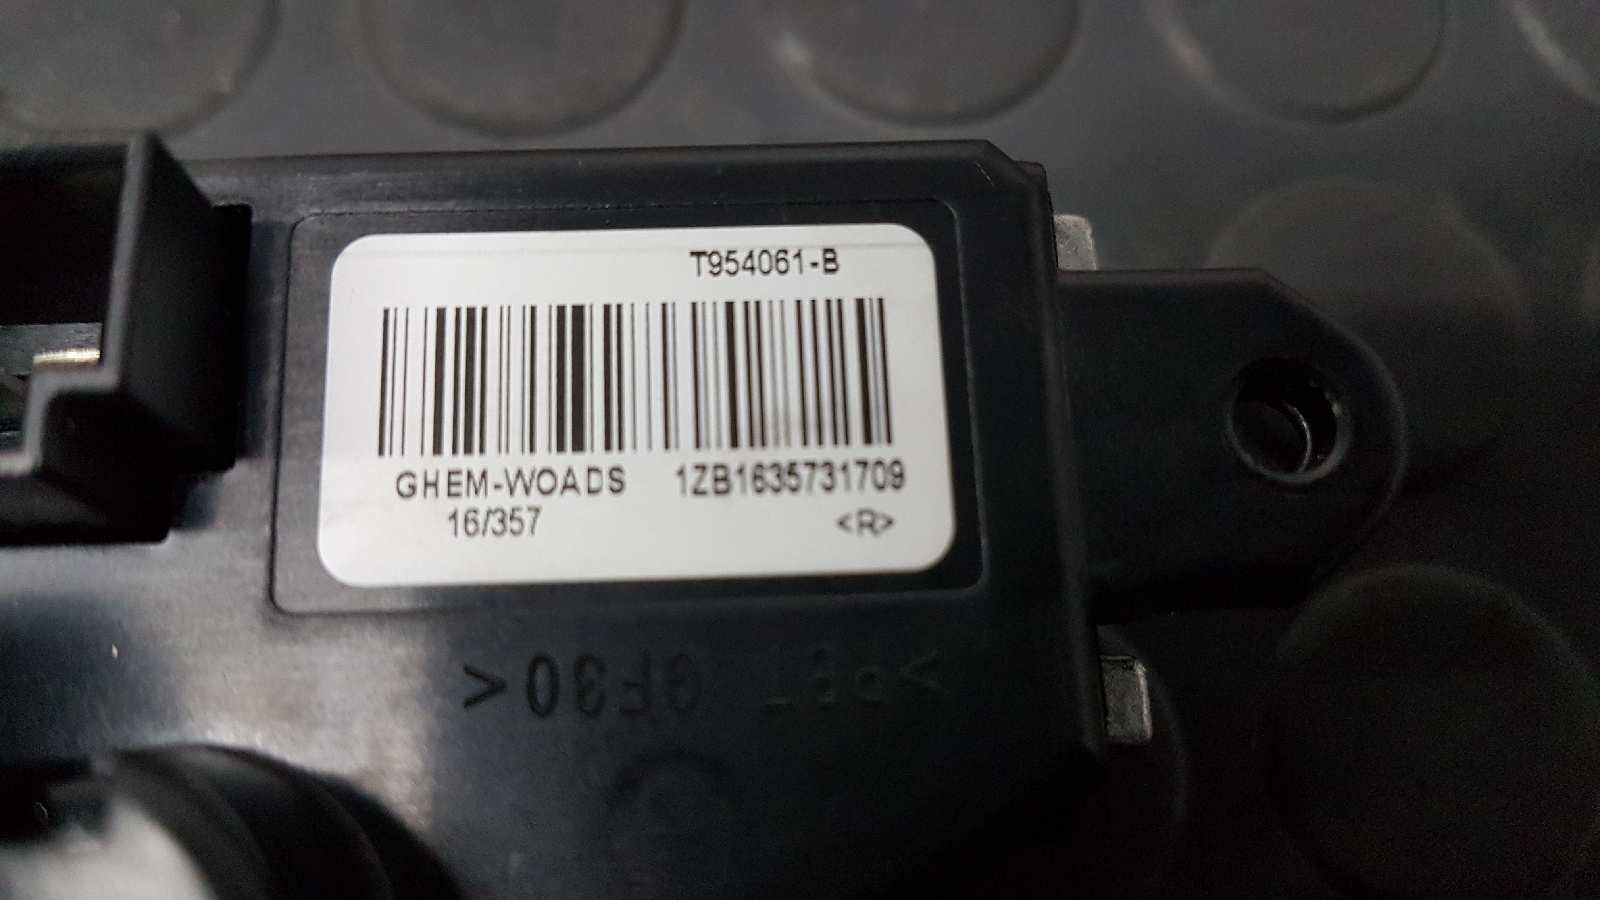 T954061-B
GHEM-WOADS 1ZB1635731709
16/357 <R>
>PBT GF30<